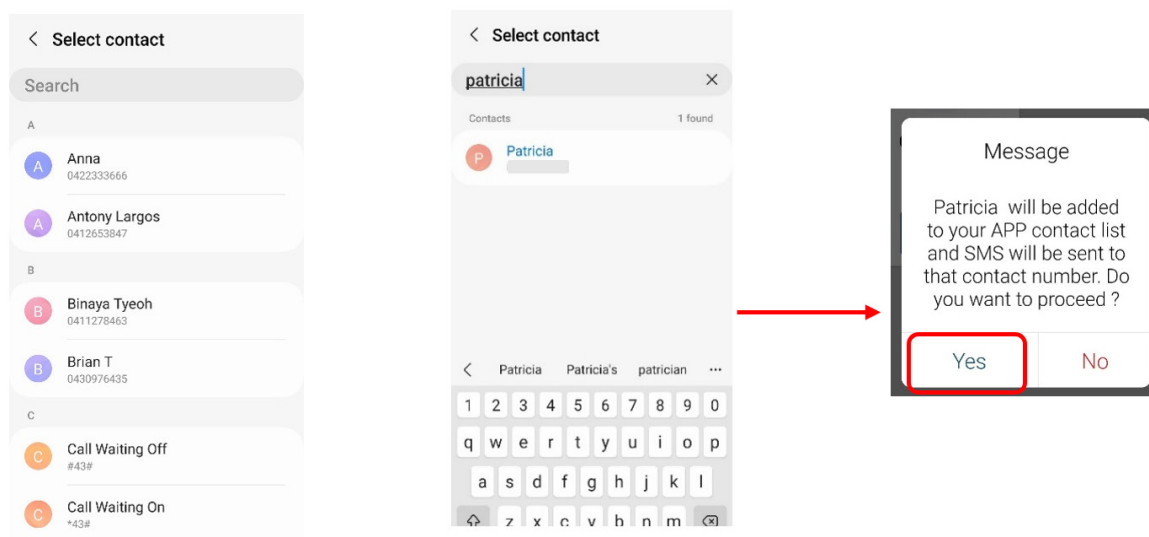 Select contact
Search
A
A Anna
0422333666
A Antony Largos
0412653847
B
B Binaya Tyeoh
0411278463
B Brian T
0430976435
C
C Call Waiting Off
#43#
C Call Waiting On
*43#
Select contact
patricia
Contacts 1 found
P Patricia
Patricia Patricia's patrician ...
1 2 3 4 5 6 7 8 9 0
q w e r t y u i o p
a s d f g h j k l
z x c v b n m
Message
Patricia will be added
to your APP contact list
and SMS will be sent to
that contact number. Do
you want to proceed ?
Yes No